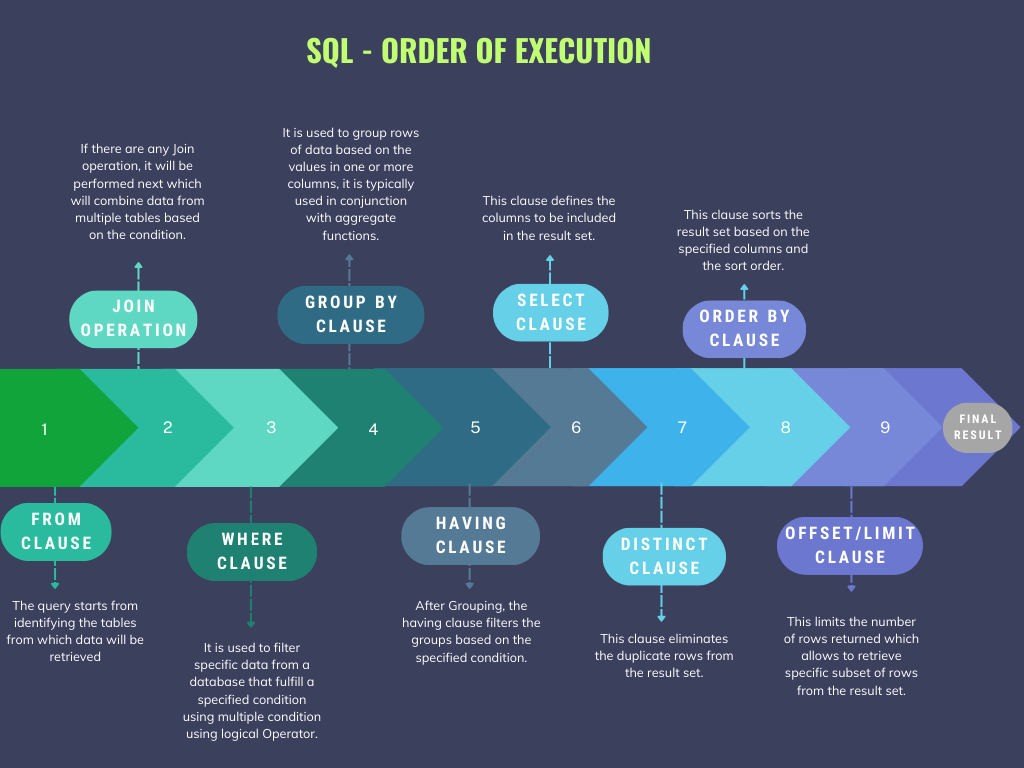 SQL - ORDER OF EXECUTION
If there are any Join
operation, it will be
performed next which
will combine data from
multiple tables based
on the condition.
It is used to group rows
of data based on the
values in one or more
columns, it is typically
used in conjunction
with aggregate
functions.
This clause defines the
columns to be included
in the result set.
This clause sorts the
result set based on the
specified columns and
the sort order.
JOIN
OPERATION
GROUP BY
CLAUSE
SELECT
CLAUSE
ORDER BY
CLAUSE
1
2
3
4
5
6
7
8
9
FINAL
RESULT
FROM
CLAUSE
WHERE
CLAUSE
HAVING
CLAUSE
DISTINCT
CLAUSE
OFFSET/LIMIT
CLAUSE
The query starts from
identifying the tables
from which data will be
retrieved
It is used to filter
specific data from a
database that fulfill a
specified condition
using multiple condition
using logical Operator.
After Grouping, the
having clause filters the
groups based on the
specified condition.
This clause eliminates
the duplicate rows from
the result set.
This limits the number
of rows returned which
allows to retrieve
specific subset of rows
from the result set.